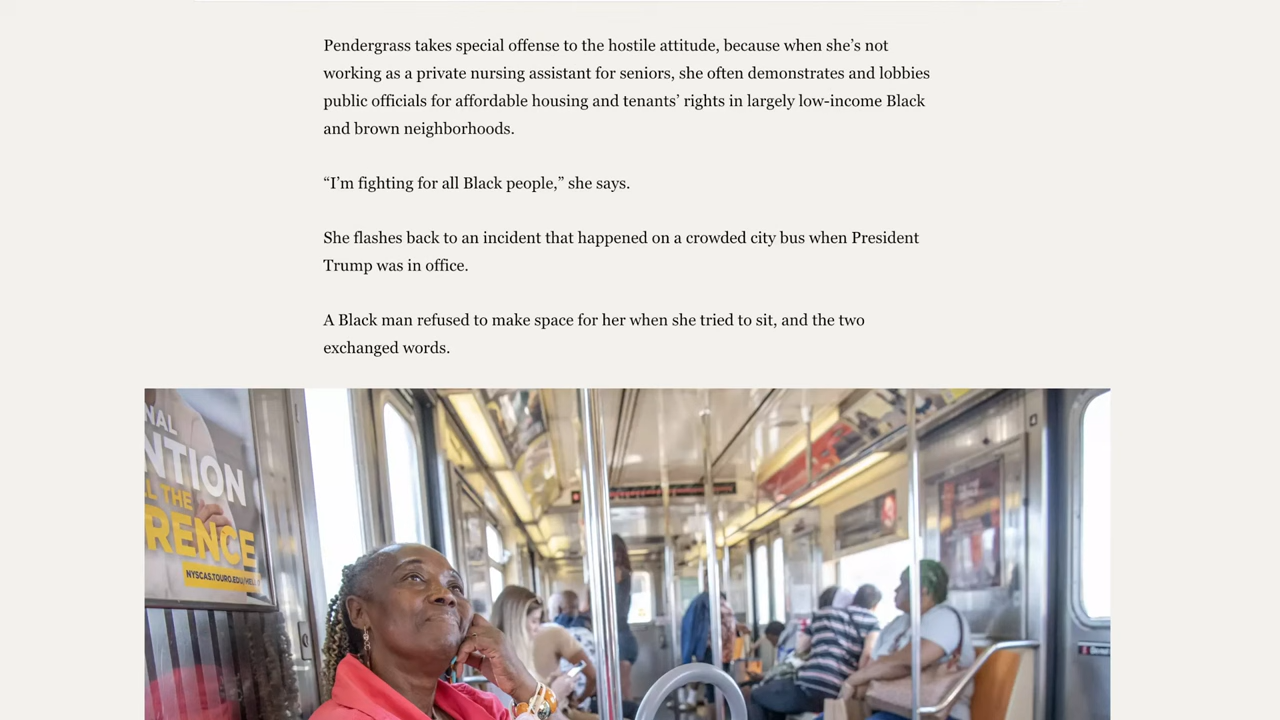 Pendergrass takes special offense to the hostile attitude, because when she’s not
working as a private nursing assistant for seniors, she often demonstrates and lobbies
public officials for affordable housing and tenants’ rights in largely low-income Black
and brown neighborhoods.
“I’m fighting for all Black people,” she says.
She flashes back to an incident that happened on a crowded city bus when President
Trump was in office.
A Black man refused to make space for her when she tried to sit, and the two
exchanged words.
NAL
NTION
LL THE
RENCE